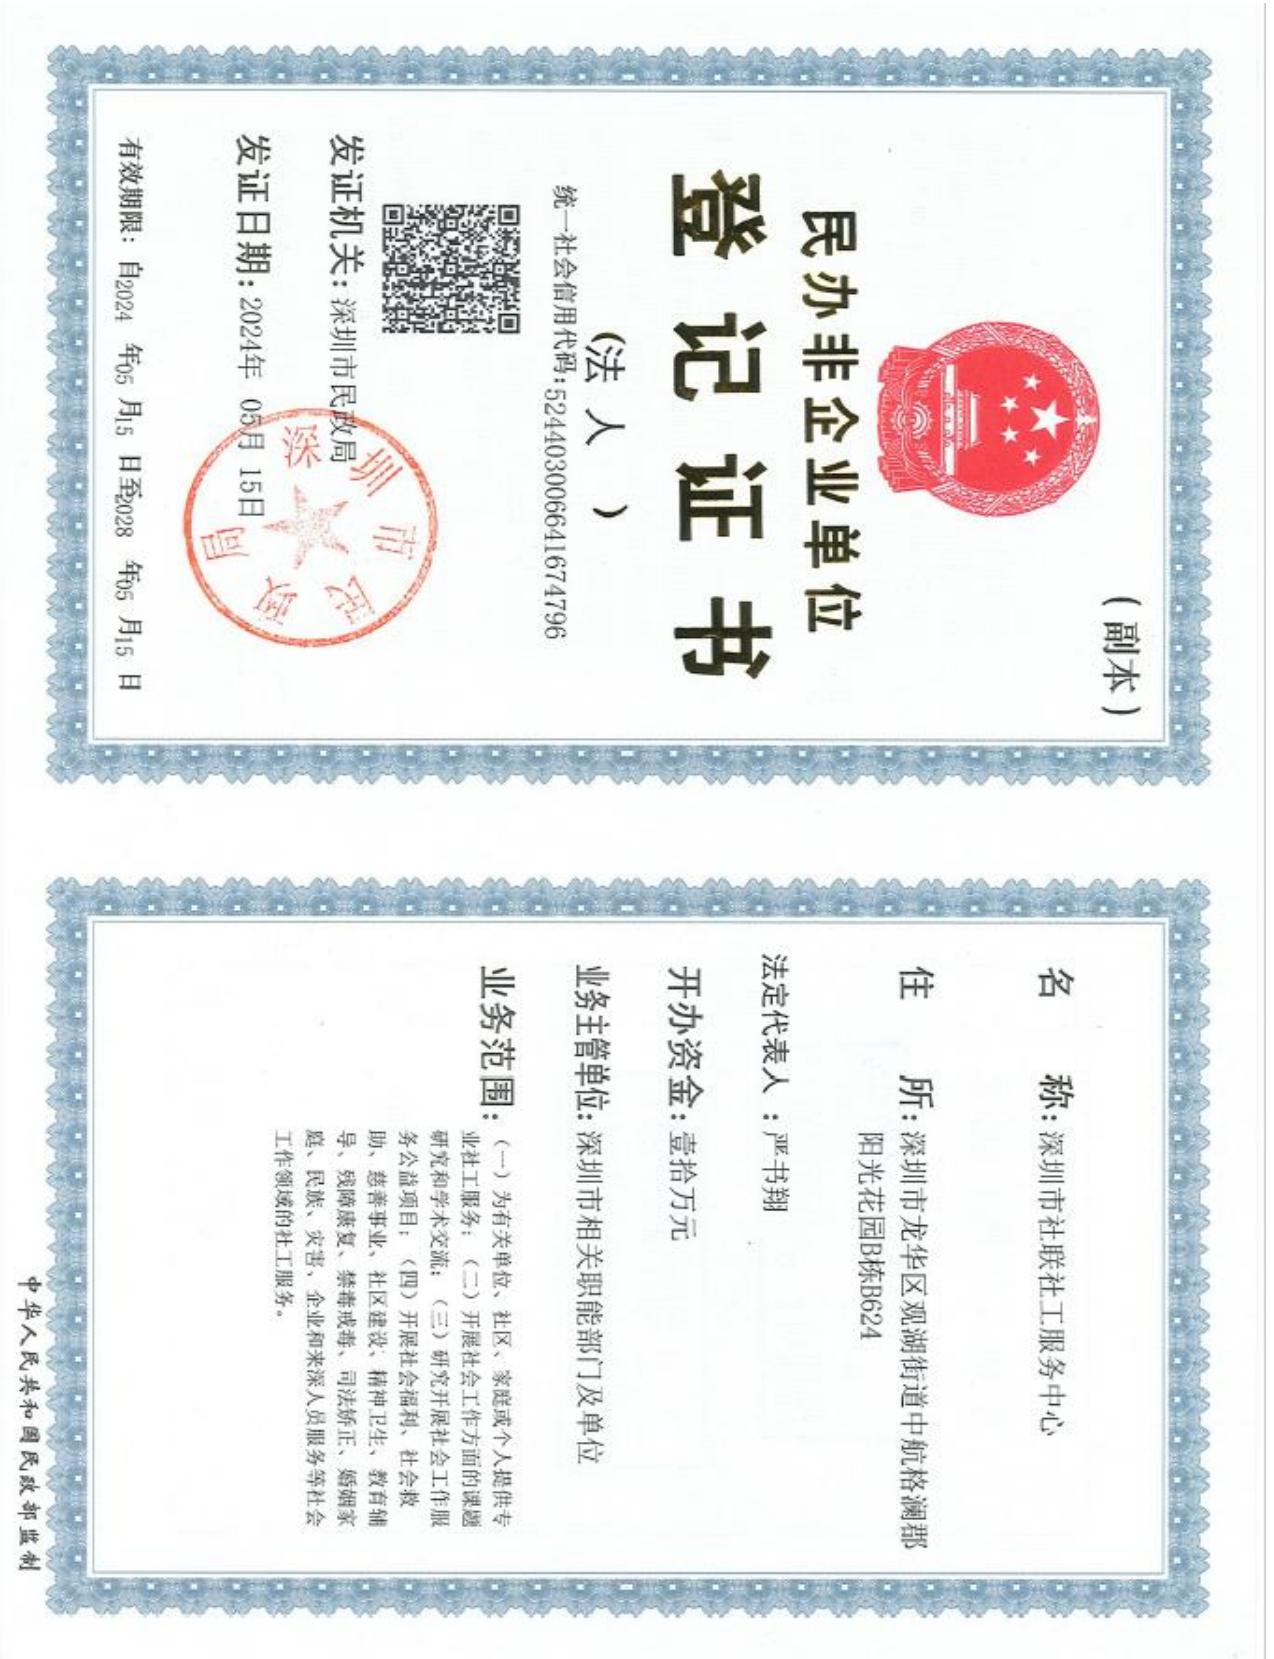 (副本)
民办非企业单位
登记证书
(法人)
统一社会信用代码:524403006641674796
发证机关:深圳市民政局
发证日期:2024年 05月 15日
深圳市民政局
有效期限:自2024 年05 月15 日至2028 年05 月15 日
名 称:深圳市社联社工服务中心
住 所:深圳市龙华区观湖街道中航格澜郡
阳光花园B栋B624
法定代表人:严书翔
开办资金:壹拾万元
业务主管单位:深圳市相关职能部门及单位
业务范围:(一)为有关单位、社区、家庭或个人提供专
业社工服务;(二)开展社会工作方面的课题
研究和学术交流;(三)研究开展社会工作服
务公益项目;(四)开展社会福利、社会救
助、慈善事业、社区建设、精神卫生、教育辅
导、残障康复、禁毒戒毒、司法矫正、婚姻家
庭、民族、灾害、企业和来深人员服务等社会
工作领域的社工服务。
中华人民共和国民政部监制